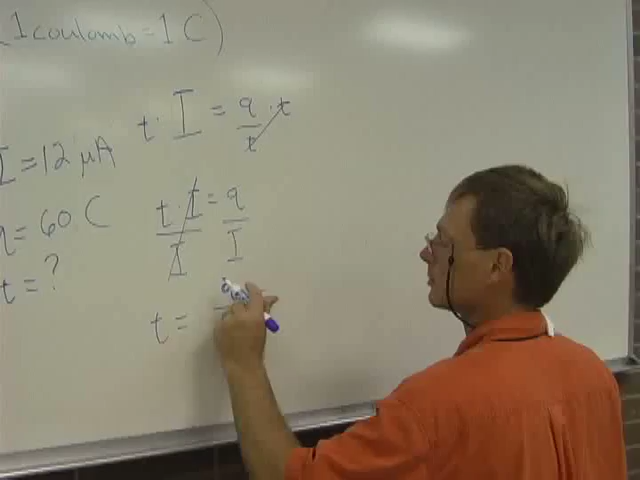 (1 coulomb = 1 C)
I = 12 μA
q = 60 C
t = ?
t · I = q/t · t
t · I/I = q/I
t =